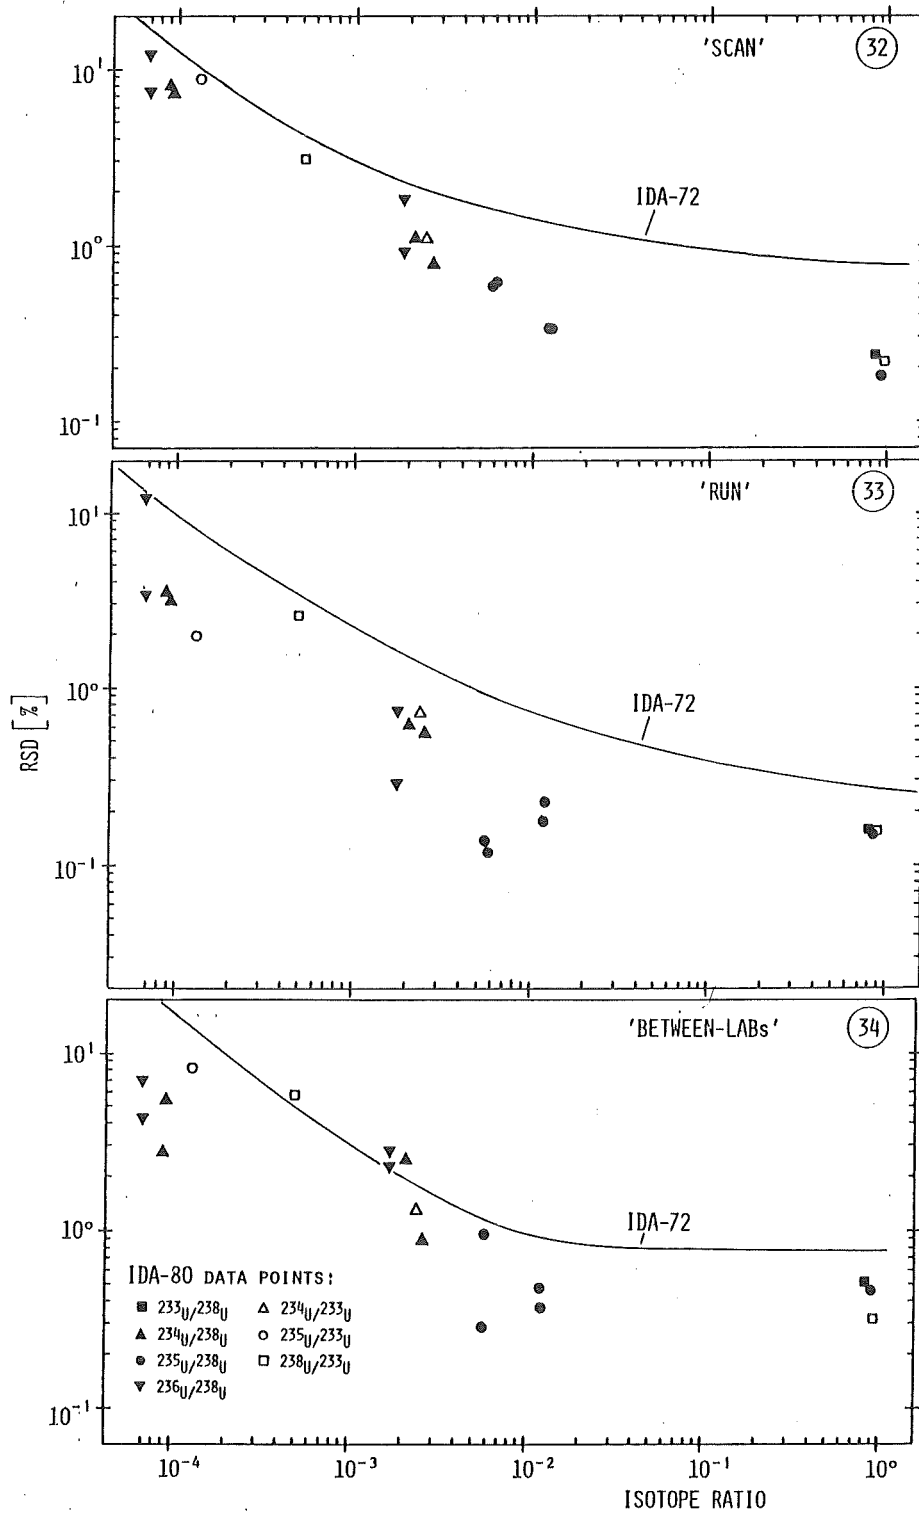 'SCAN' 32
10¹
IDA-72
10⁰
10⁻¹
'RUN' 33
10¹
IDA-72
10⁰
RSD [%]
10⁻¹
'BETWEEN-LABs' 34
10¹
IDA-72
10⁰
IDA-80 DATA POINTS:
■ ²³³U/²³⁸U △ ²³⁴U/²³³U
▲ ²³⁴U/²³⁸U ○ ²³⁵U/²³³U
● ²³⁵U/²³⁸U □ ²³⁸U/²³³U
▼ ²³⁶U/²³⁸U
10⁻¹
10⁻⁴ 10⁻³ 10⁻² 10⁻¹ 10⁰
ISOTOPE RATIO